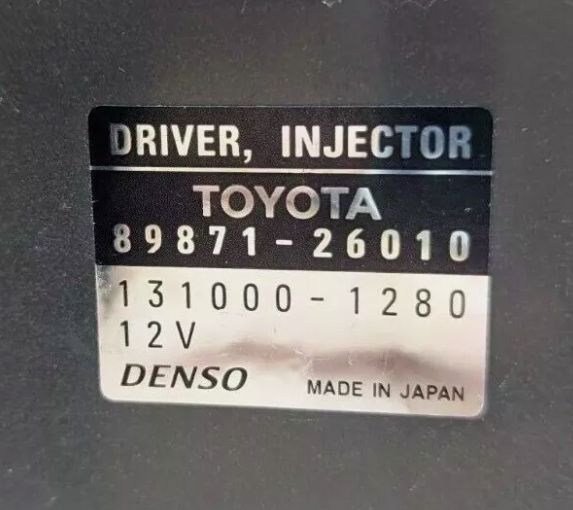 DRIVER, INJECTOR
TOYOTA
89871-26010
131000-1280
12V
DENSO MADE IN JAPAN